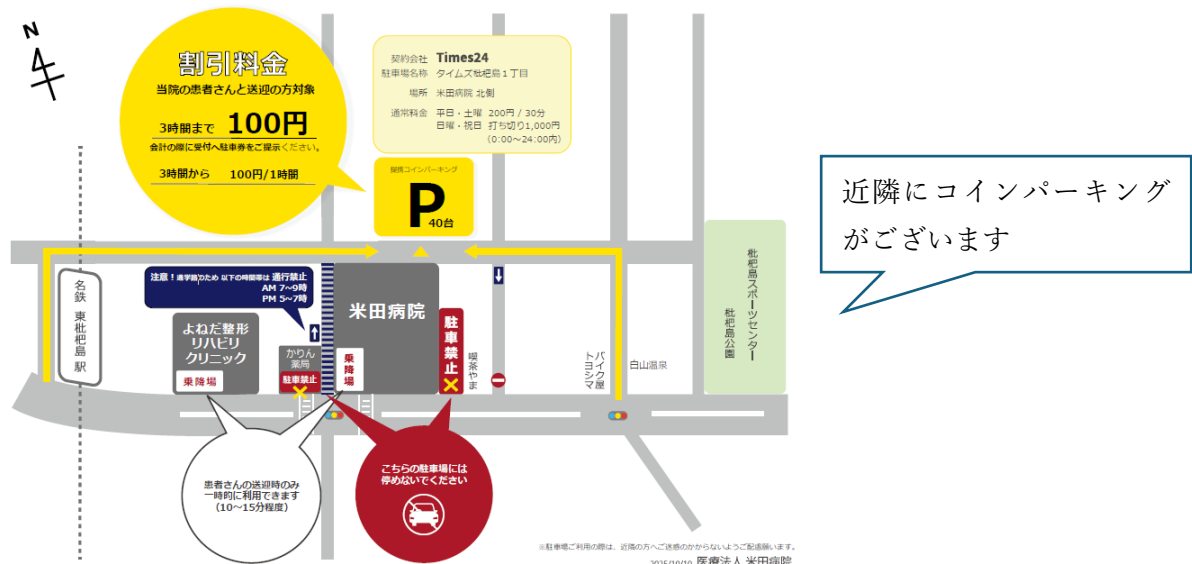 N
割引料金
当院の患者さんと送迎の方対象
3時間まで 100円
会計の際に受付へ駐車券をご提示ください。
3時間から 100円/1時間
契約会社 Times24
駐車場名称 タイムズ枇杷島1丁目
場所 米田病院 北側
通常料金 平日・土曜 200円 / 30分
日曜・祝日 打ち切り1,000円
(0:00～24:00内)
提携コインパーキング
P
40台
近隣にコインパーキング
がございます
名鉄 東枇杷島 駅
注意！通学路のため 以下の時間帯は 通行禁止
AM 7～9時
PM 5～7時
よねだ整形
リハビリ
クリニック
乗降場
かりん
薬局
駐車禁止
米田病院
乗降場
駐車禁止
喫茶やま
バイク屋
トヨシマ
白山温泉
枇杷島スポーツセンター
枇杷島公園
患者さんの送迎時のみ
一時的に利用できます
(10～15分程度)
こちらの駐車場には
停めないでください
※駐車場ご利用の際は、近隣の方へご迷惑のかからないようご配慮願います。
2025/10/10 医療法人 米田病院